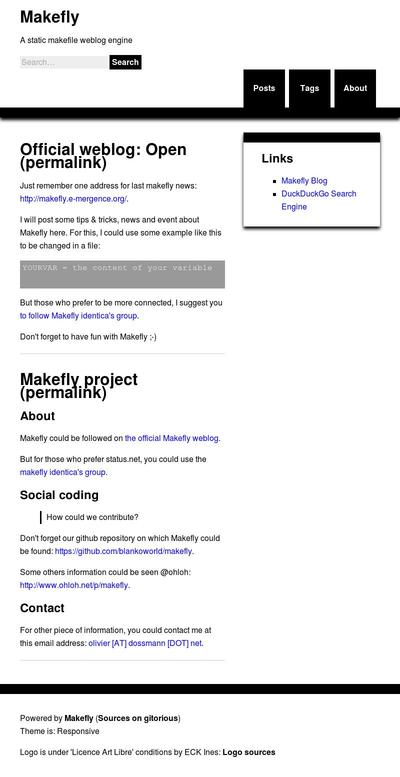 Makefly
A static makefile weblog engine
Search...
Search
Posts
Tags
About
Official weblog: Open
(permalink)
Just remember one address for last makefly news:
http://makefly.e-mergence.org/.
I will post some tips & tricks, news and event about
Makefly here. For this, I could use some example like this
to be changed in a file:
YOURVAR = the content of your variable
But those who prefer to be more connected, I suggest you
to follow Makefly identica's group.
Don't forget to have fun with Makefly ;-)
Makefly project
(permalink)
About
Makefly could be followed on the official Makefly weblog.
But for those who prefer status.net, you could use the
makefly identica's group.
Social coding
How could we contribute?
Don't forget our github repository on which Makefly could
be found: https://github.com/blankoworld/makefly.
Some others information could be seen @ohloh:
http://www.ohloh.net/p/makefly.
Contact
For other piece of information, you could contact me at
this email address: olivier [AT] dossmann [DOT] net.
Links
Makefly Blog
DuckDuckGo Search
Engine
Powered by Makefly (Sources on gitorious)
Theme is: Responsive
Logo is under 'Licence Art Libre' conditions by ECK Ines: Logo sources